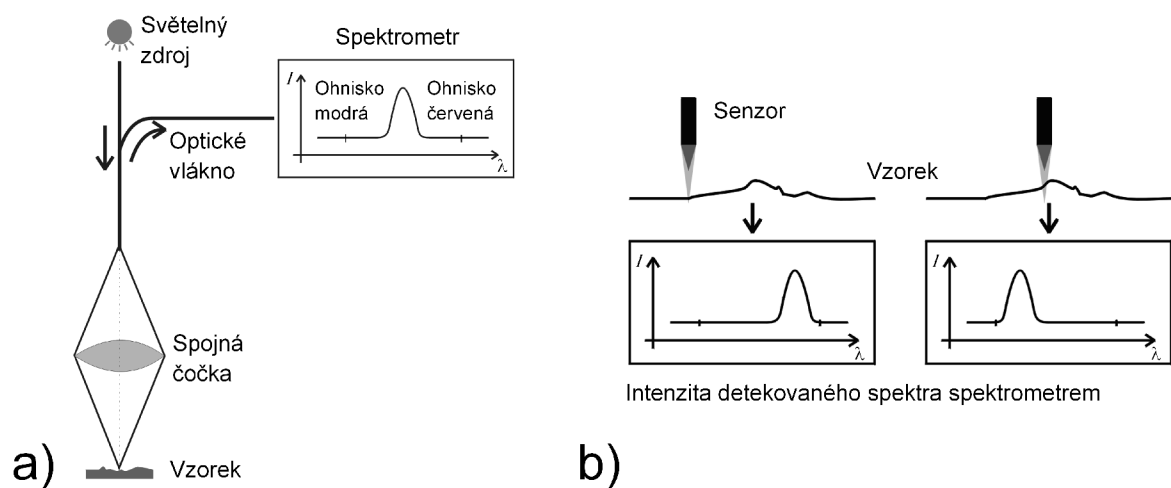 Světelný
zdroj
Spektrometr
I
Ohnisko
modrá
Ohnisko
červená
λ
Optické
vlákno
Spojná
čočka
Vzorek
a)
Senzor
Vzorek
I
λ
I
λ
Intenzita detekovaného spektra spektrometrem
b)